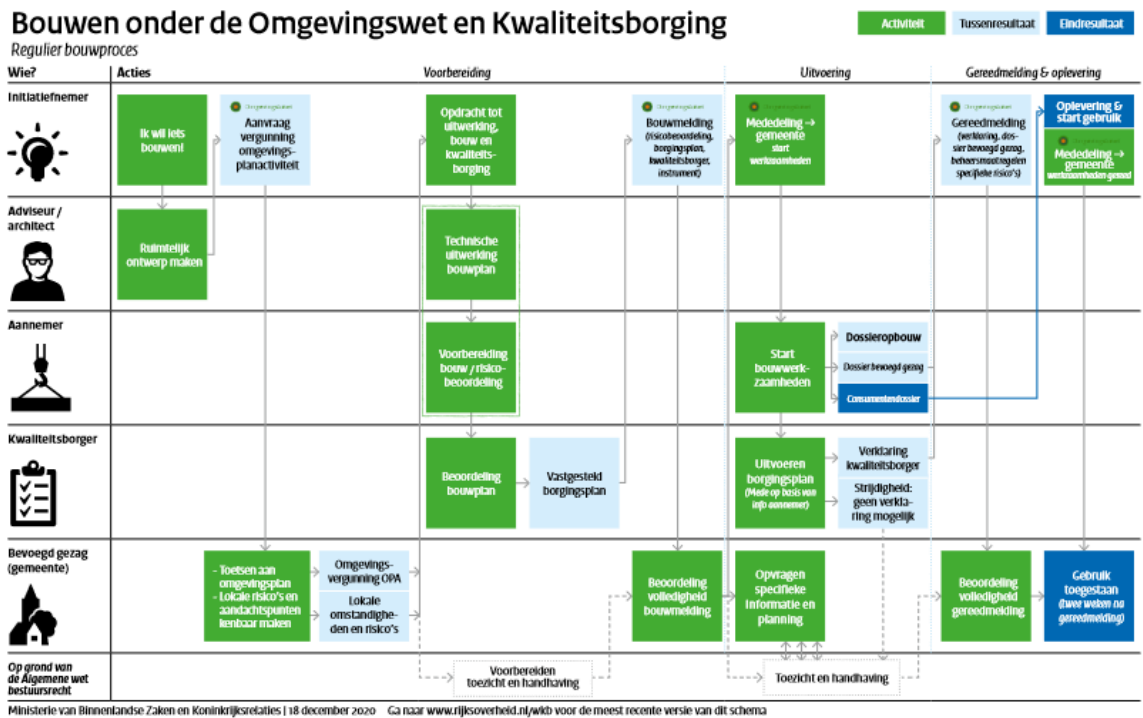 Bouwen onder de Omgevingswet en Kwaliteitsborging
Regulier bouwproces
Activiteit
Tussenresultaat
Eindresultaat
Wie?
Acties
Voorbereiding
Uitvoering
Gereedmelding & oplevering
Initiatiefnemer
Ik wil iets
bouwen!
Omgevingsloket
Aanvraag
vergunning
omgevings-
planactiviteit
Opdracht tot
uitwerking,
bouw en
kwaliteits-
borging
Omgevingsloket
Bouwmelding
(risicobeoordeling,
borgingsplan,
kwaliteitsborger,
instrument)
Omgevingsloket
Mededeling →
gemeente
start
werkzaamheden
Omgevingsloket
Gereedmelding
(verklaring, dos-
sier bevoegd gezag,
beheersmaatregelen
specifieke risico's)
Oplevering &
start gebruik
Omgevingsloket
Mededeling →
gemeente
werkzaamheden gereed
Adviseur /
architect
Ruimtelijk
ontwerp maken
Technische
uitwerking
bouwplan
Aannemer
Voorbereiding
bouw / risico-
beoordeling
Start
bouwwerk-
zaamheden
Dossieropbouw
Dossier bevoegd gezag
Consumentendossier
Kwaliteitsborger
Beoordeling
bouwplan
Vastgesteld
borgingsplan
Uitvoeren
borgingsplan
(Mede op basis van
info aannemer)
Verklaring
kwaliteitsborger
Strijdigheid:
geen verkla-
ring mogelijk
Bevoegd gezag
(gemeente)
- Toetsen aan
omgevingsplan
- Lokale risico's en
aandachtspunten
kenbaar maken
Omgevings-
vergunning OPA
Lokale
omstandighe-
den en risico's
Beoordeling
volledigheid
bouwmelding
Opvragen
specifieke
informatie en
planning
Beoordeling
volledigheid
gereedmelding
Gebruik
toegestaan
(twee weken na
gereedmelding)
Op grond van
de Algemene wet
bestuursrecht
Voorbereiden
toezicht en handhaving
Toezicht en handhaving
Ministerie van Binnenlandse Zaken en Koninkrijksrelaties | 18 december 2020 Ga naar www.rijksoverheid.nl/wkb voor de meest recente versie van dit schema